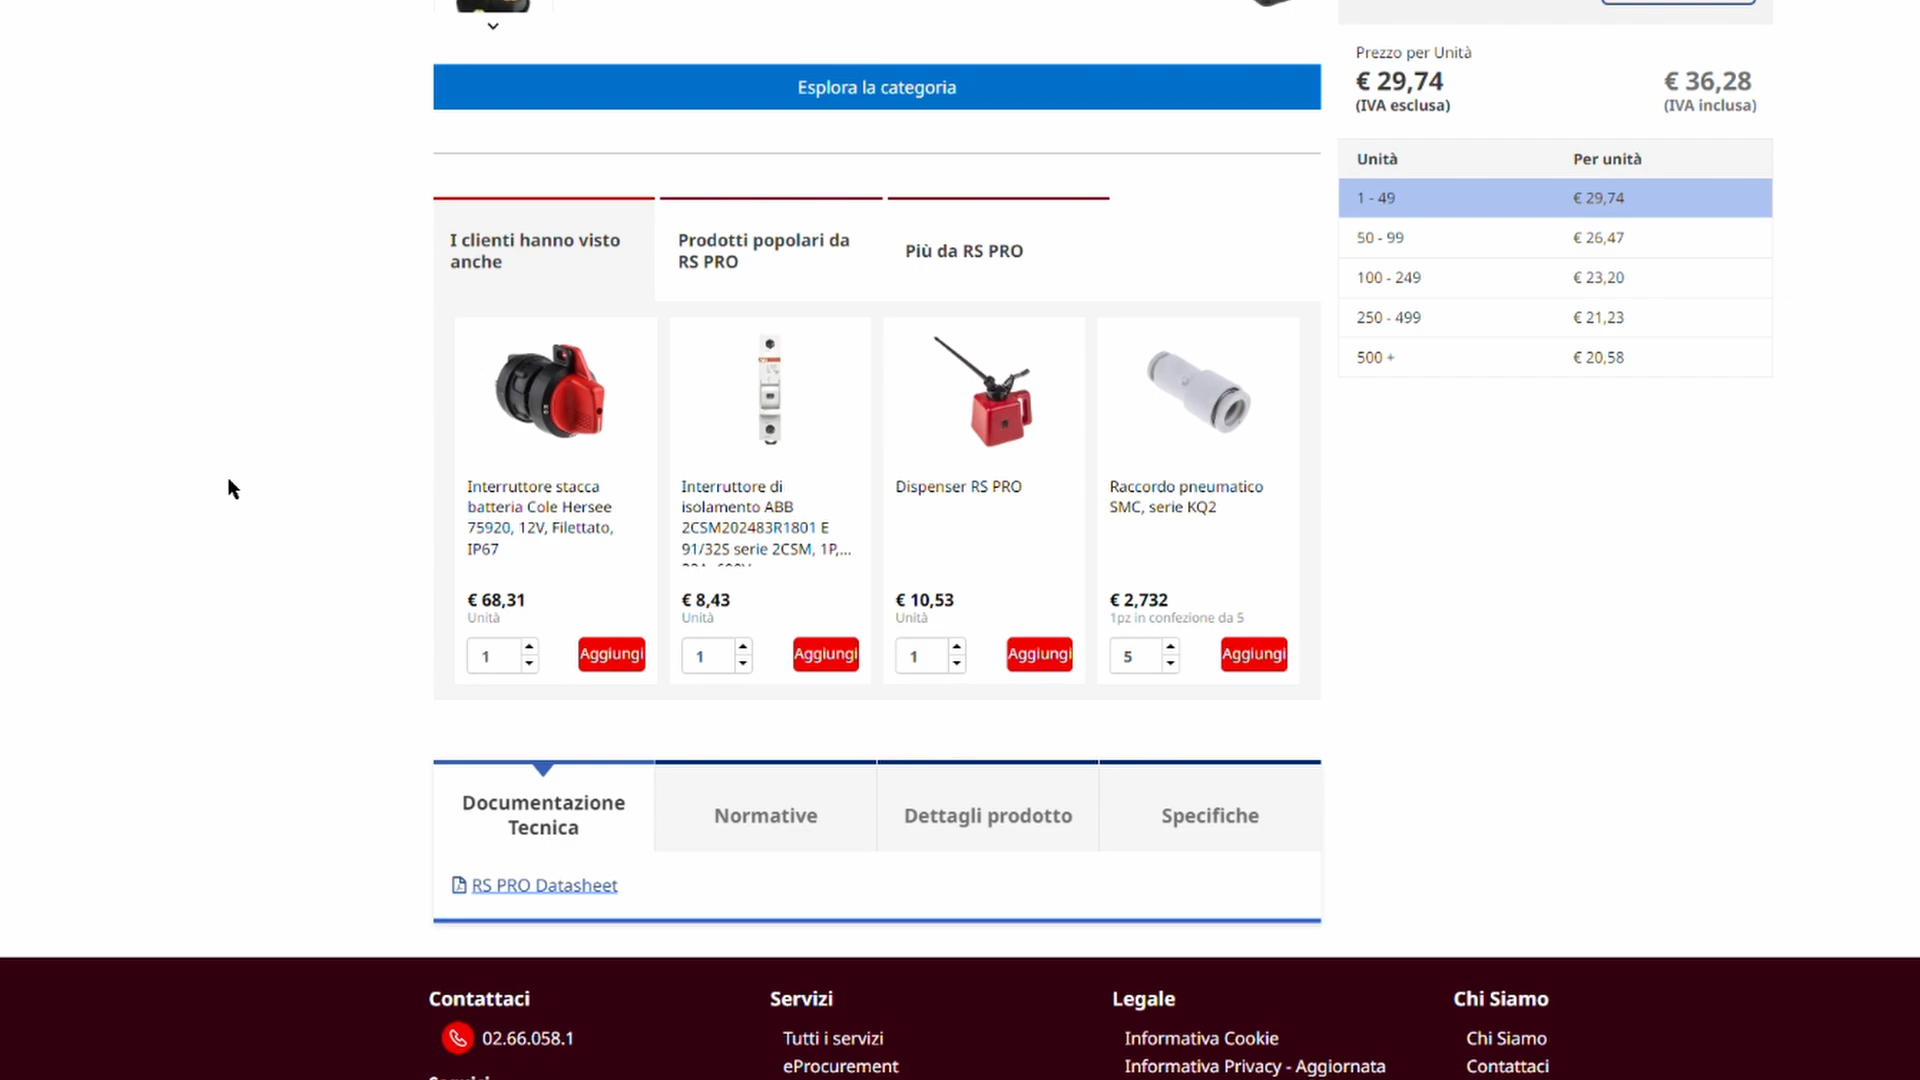 Esplora la categoria
Prezzo per Unità
€ 29,74
€ 36,28
(IVA esclusa)
(IVA inclusa)
Unità
Per unità
1 - 49
€ 29,74
50 - 99
€ 26,47
100 - 249
€ 23,20
250 - 499
€ 21,23
500 +
€ 20,58
I clienti hanno visto
anche
Prodotti popolari da
RS PRO
Più da RS PRO
Interruttore stacca
batteria Cole Hersee
75920, 12V, Filettato,
IP67
€ 68,31
Unità
1
Aggiungi
Interruttore di
isolamento ABB
2CSM202483R1801 E
91/32S serie 2CSM, 1P,...
€ 8,43
Unità
1
Aggiungi
Dispenser RS PRO
€ 10,53
Unità
1
Aggiungi
Raccordo pneumatico
SMC, serie KQ2
€ 2,732
1pz in confezione da 5
5
Aggiungi
Documentazione
Tecnica
Normative
Dettagli prodotto
Specifiche
RS PRO Datasheet
Contattaci
02.66.058.1
Servizi
Tutti i servizi
eProcurement
Legale
Informativa Cookie
Informativa Privacy - Aggiornata
Chi Siamo
Chi Siamo
Contattaci